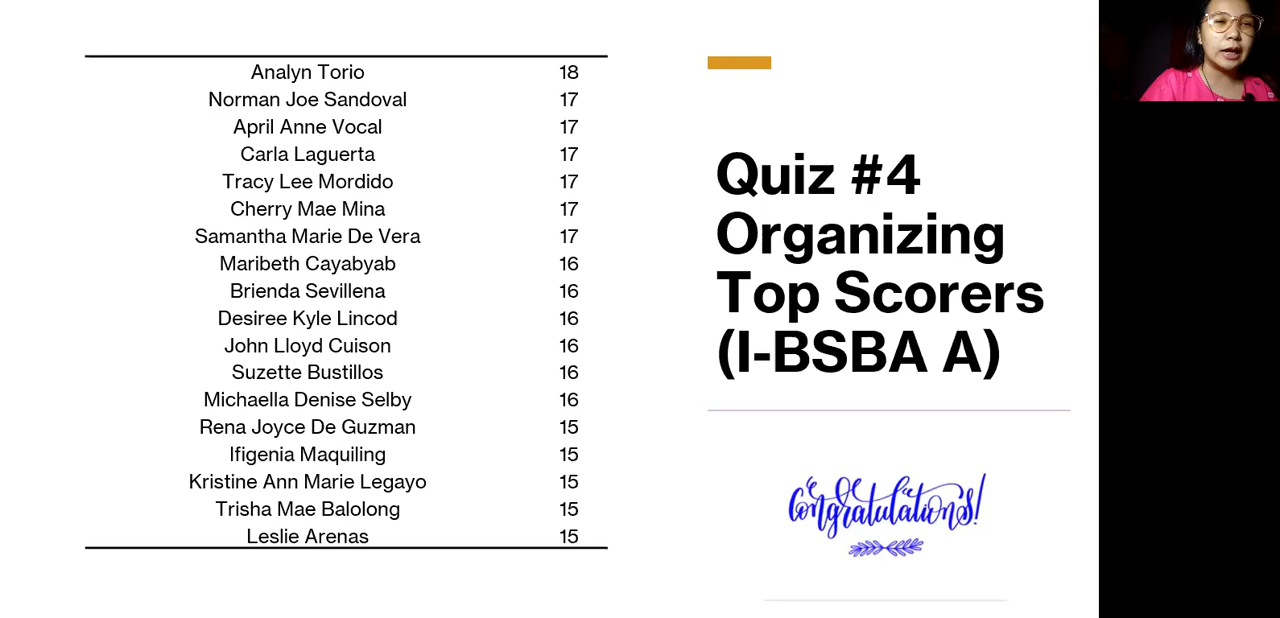 Analyn Torio 18
Norman Joe Sandoval 17
April Anne Vocal 17
Carla Laguerta 17
Tracy Lee Mordido 17
Cherry Mae Mina 17
Samantha Marie De Vera 17
Maribeth Cayabyab 16
Brienda Sevillena 16
Desiree Kyle Lincod 16
John Lloyd Cuison 16
Suzette Bustillos 16
Michaella Denise Selby 16
Rena Joyce De Guzman 15
Ifigenia Maquiling 15
Kristine Ann Marie Legayo 15
Trisha Mae Balolong 15
Leslie Arenas 15
Quiz #4
Organizing
Top Scorers
(I-BSBA A)
Congratulations!